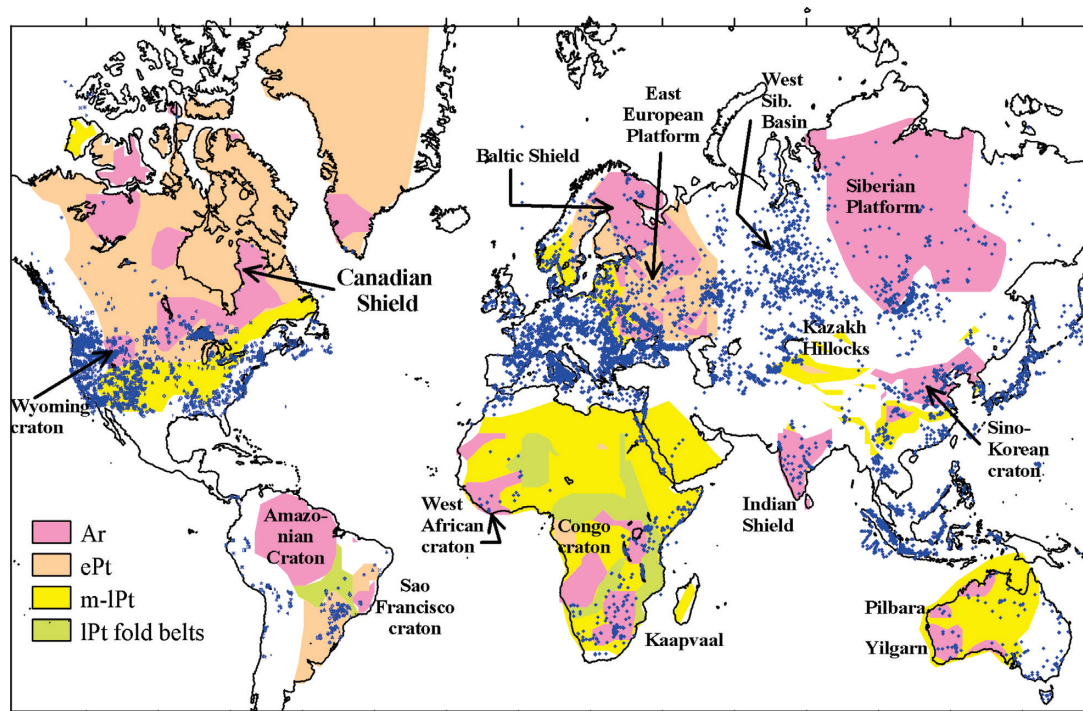 West
Sib.
Basin
East
European
Platform
Baltic Shield
Siberian
Platform
Canadian
Shield
Kazakh
Hillocks
Wyoming
craton
Sino-
Korean
craton
West
African
craton
Congo
craton
Indian
Shield
Amazo-
nian
Craton
Sao
Francisco
craton
Kaapvaal
Pilbara
Yilgarn
Ar
ePt
m-lPt
lPt fold belts